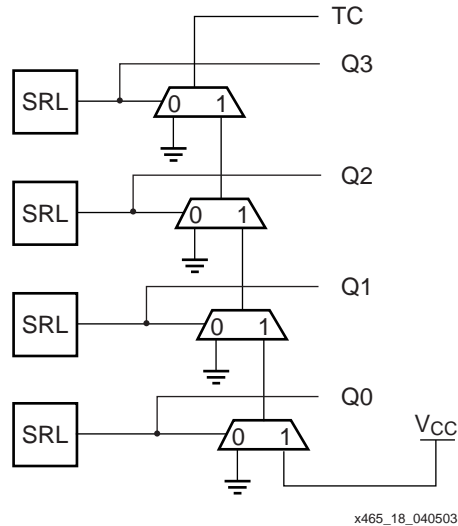 TC
Q3
SRL
0 1
Q2
SRL
0 1
Q1
SRL
0 1
Q0
SRL
0 1
VCC
x465_18_040503